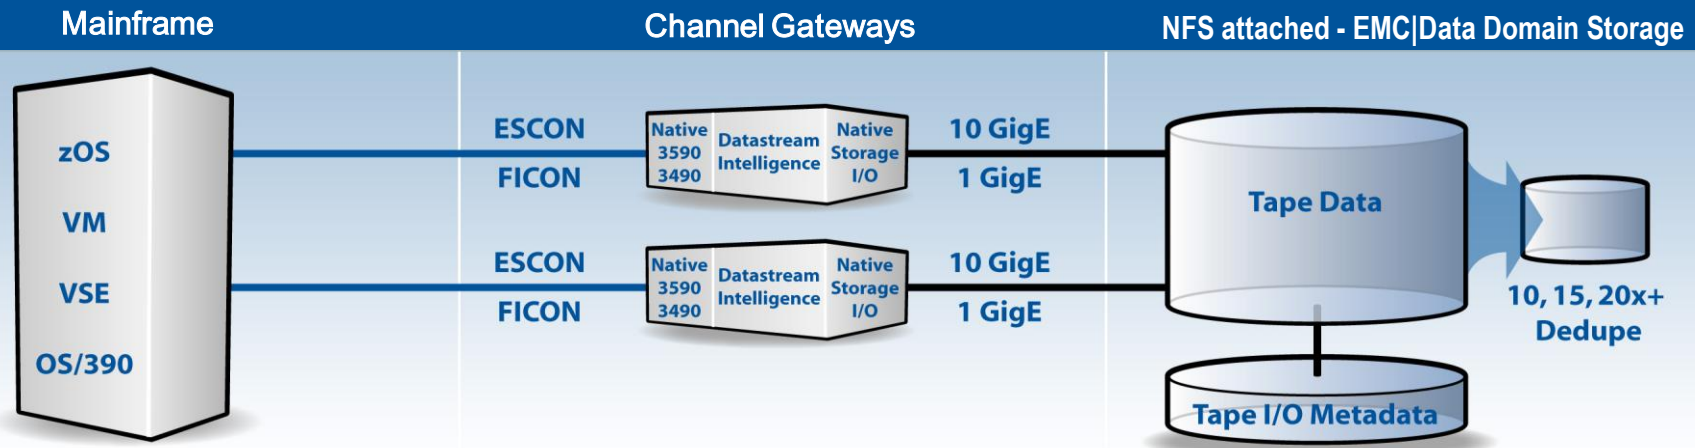 Mainframe
Channel Gateways
NFS attached - EMC|Data Domain Storage
zOS
VM
VSE
OS/390
ESCON
FICON
Native
3590
3490
Datastream
Intelligence
Native
Storage
I/O
10 GigE
1 GigE
ESCON
FICON
Native
3590
3490
Datastream
Intelligence
Native
Storage
I/O
10 GigE
1 GigE
Tape Data
10, 15, 20x+
Dedupe
Tape I/O Metadata